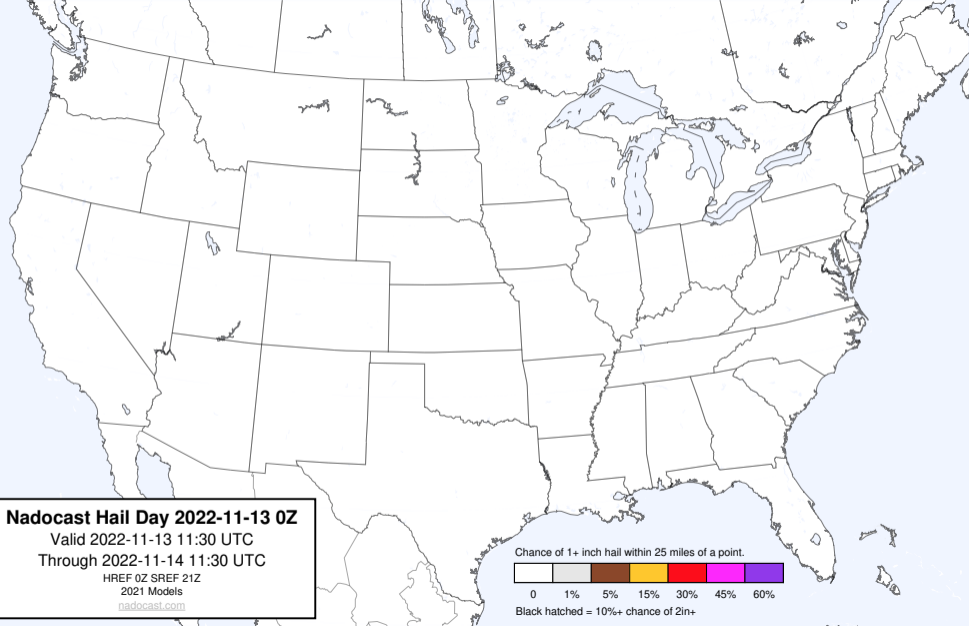 Nadocast Hail Day 2022-11-13 0Z
Valid 2022-11-13 11:30 UTC
Through 2022-11-14 11:30 UTC
HREF 0Z SREF 21Z
2021 Models
nadocast.com
Chance of 1+ inch hail within 25 miles of a point.
0 1% 5% 15% 30% 45% 60%
Black hatched = 10%+ chance of 2in+